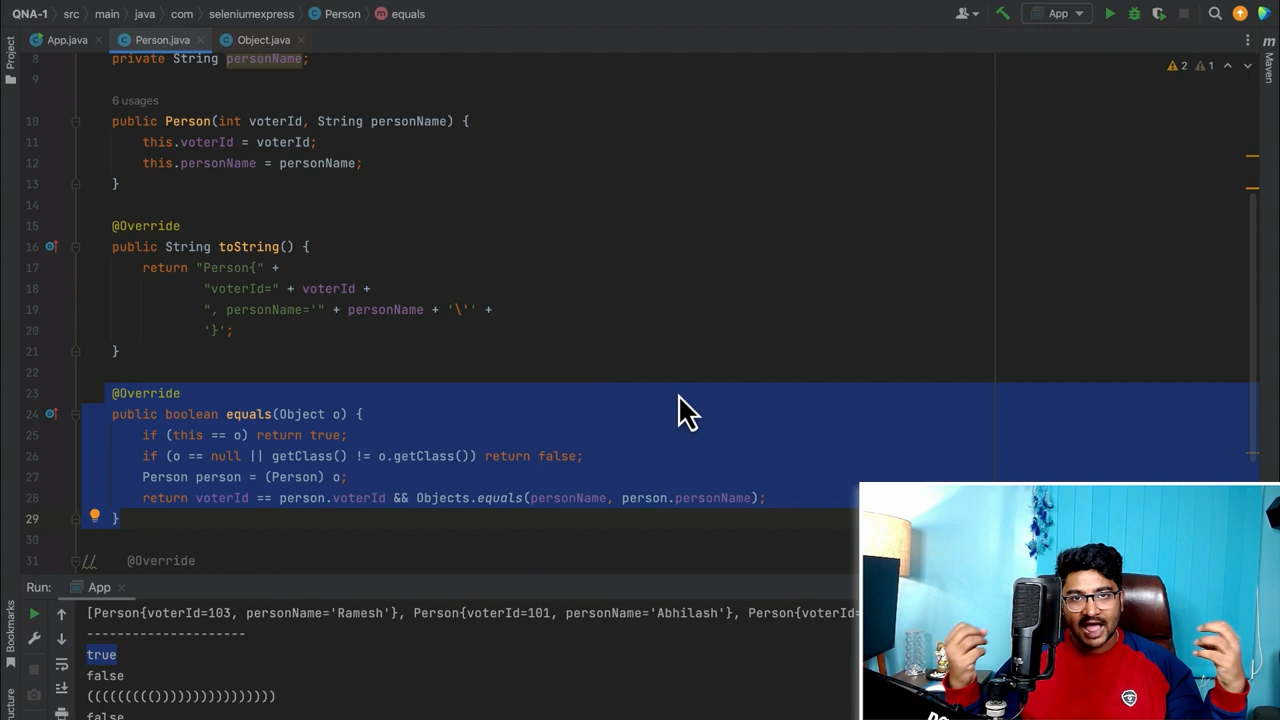 QNA-1 src main java com seleniumexpress Person equals App
App.java Person.java Object.java
Project
Maven
8 private String personName;
2 1
9
6 usages
10 public Person(int voterId, String personName) {
11 this.voterId = voterId;
12 this.personName = personName;
13 }
14
15 @Override
16 public String toString() {
17 return "Person{" +
18 "voterId=" + voterId +
19 ", personName='" + personName + '\'' +
20 '}';
21 }
22
23 @Override
24 public boolean equals(Object o) {
25 if (this == o) return true;
26 if (o == null || getClass() != o.getClass()) return false;
27 Person person = (Person) o;
28 return voterId == person.voterId && Objects.equals(personName, person.personName);
29 }
30
31 // @Override
Run: App
Bookmarks
[Person{voterId=103, personName='Ramesh'}, Person{voterId=101, personName='Abhilash'}, Person{voterId=
---------------------
true
false
false